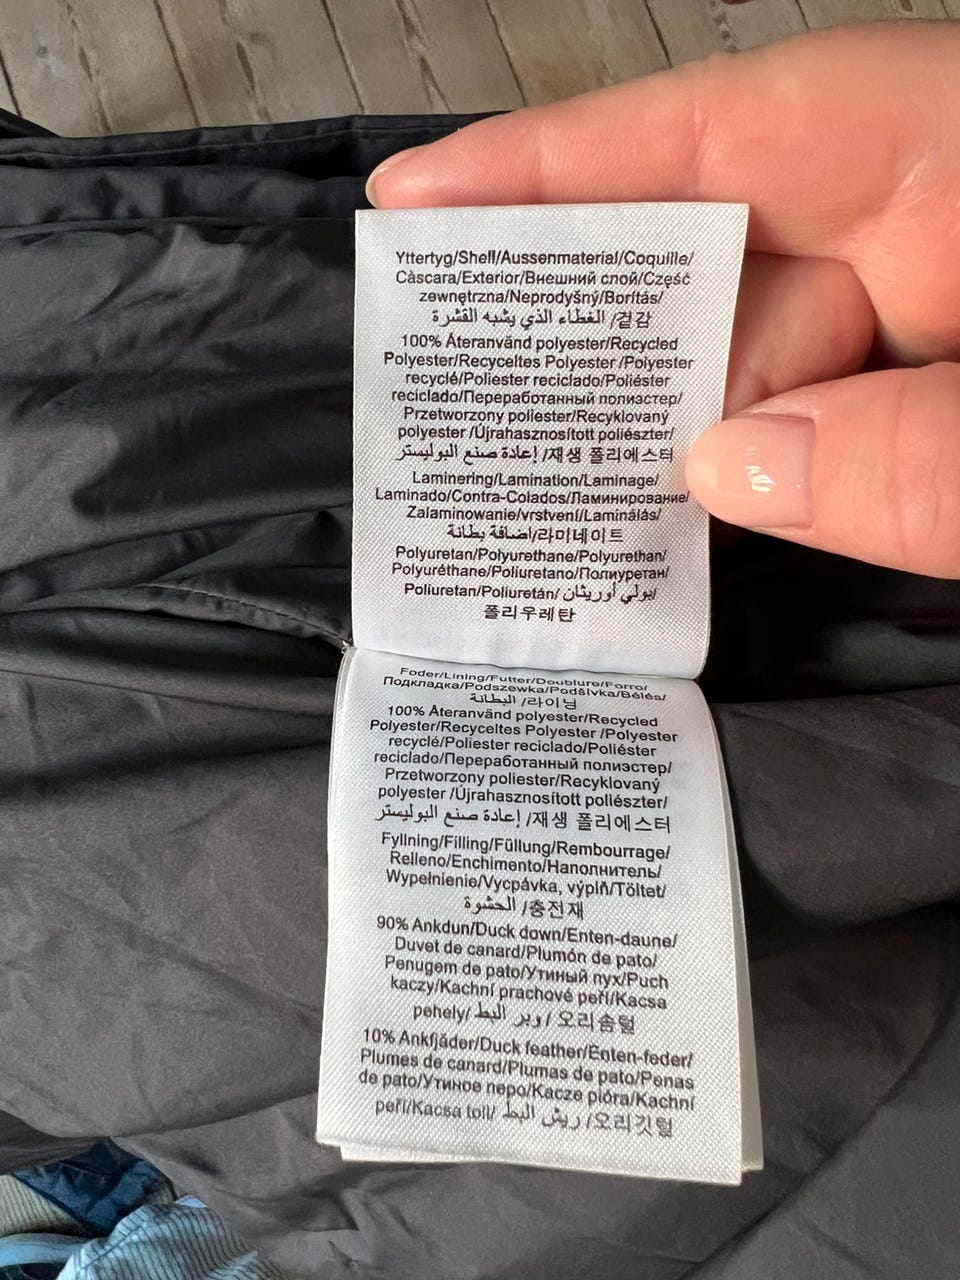 Yttertyg/Shell/Aussenmaterial/Coquille/
Càscara/Exterior/Внешний слой/Część
zewnętrzna/Neprodyšný/Borítás/
الغطاء الذي يشبه القشرة /겉감
100% Återanvänd polyester/Recycled
Polyester/Recyceltes Polyester /Polyester
recyclé/Poliester reciclado/Poliéster
reciclado/Переработанный полиэстер/
Przetworzony poliester/Recyklovaný
polyester /Újrahasznosított poliészter/
إعادة صنع البوليستر /재생 폴리에스터
Laminering/Lamination/Laminage/
Laminado/Contra-Colados/Ламинирование/
Zalaminowanie/vrstvení/Laminálás/
اضافة بطانة/라미네이트
Polyuretan/Polyurethane/Polyurethan/
Polyuréthane/Poliuretano/Полиуретан/
Poliuretan/Poliuretán/ بولي أوريثان/
폴리우레탄
Foder/Lining/Futter/Doublure/Forro/
Подкладка/Podszewka/Podšívka/Bélés/
البطانة /라이닝
100% Återanvänd polyester/Recycled
Polyester/Recyceltes Polyester /Polyester
recyclé/Poliester reciclado/Poliéster
reciclado/Переработанный полиэстер/
Przetworzony poliester/Recyklovaný
polyester /Újrahasznosított poliészter/
إعادة صنع البوليستر /재생 폴리에스터
Fyllning/Filling/Füllung/Rembourrage/
Relleno/Enchimento/Наполнитель/
Wypełnienie/Vycpávka, výplň/Töltet/
الحشوة /충전재
90% Ankdun/Duck down/Enten-daune/
Duvet de canard/Plumón de pato/
Penugem de pato/Утиный пух/Puch
kaczy/Kachní prachové peří/Kacsa
pehely/ وبر البط / 오리솜털
10% Ankfjäder/Duck feather/Enten-feder/
Plumes de canard/Plumas de pato/Penas
de pato/Утиное перо/Kacze pióra/Kachní
peří/Kacsa toll/ ريش البط /오리깃털